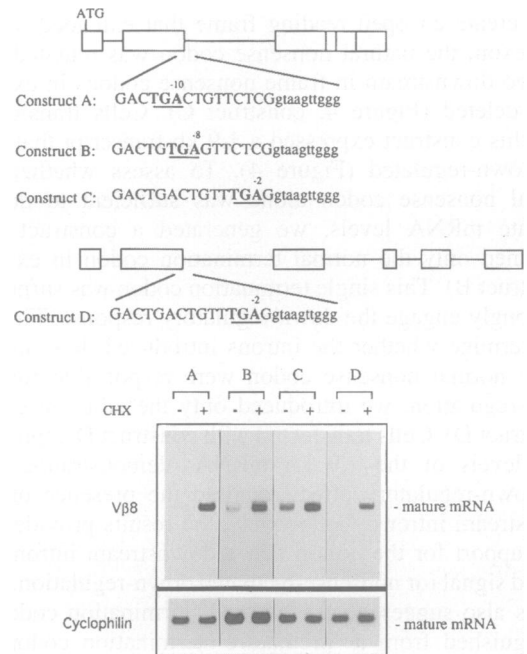 ATG
-10
Construct A: GACTGACTGTTCTCGgtaagttggg
-8
Construct B: GACTGTGAGTTCTCGgtaagttggg
-2
Construct C: GACTGACTGTTTGAGgtaagttggg
-2
Construct D: GACTGACTGTTTGAGgtaagttggg
A B C D
CHX + + + +
Vβ8 - mature mRNA
Cyclophilin - mature mRNA